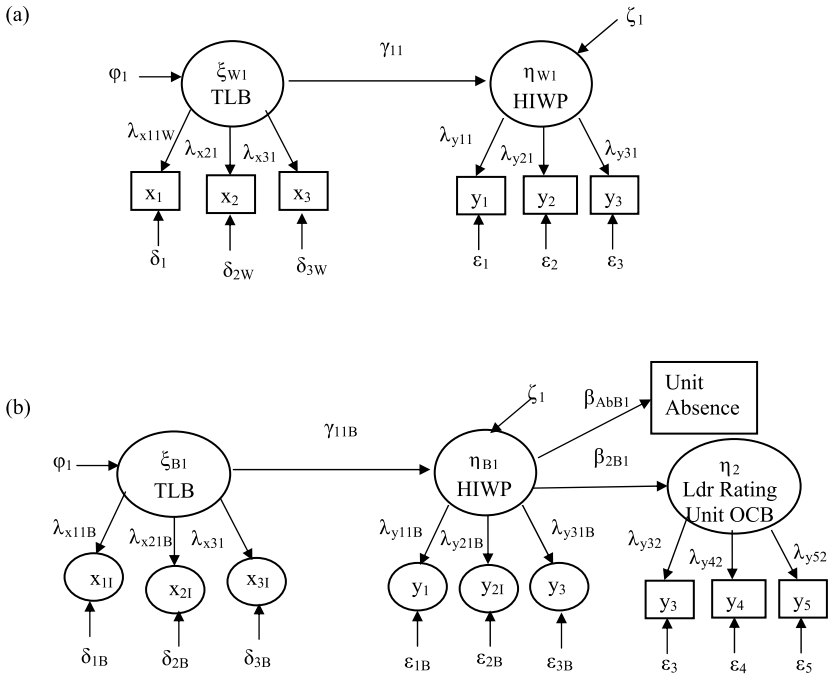 (a)
ζ1
γ11
φ1
ξW1
TLB
ηW1
HIWP
λx11W
λx21
λx31
λy11
λy21
λy31
x1
x2
x3
y1
y2
y3
δ1
δ2W
δ3W
ε1
ε2
ε3
(b)
ζ1
βAbB1
Unit
Absence
γ11B
φ1
ξB1
TLB
ηB1
HIWP
β2B1
η2
Ldr Rating
Unit OCB
λx11B
λx21B
λx31
λy11B
λy21B
λy31B
λy32
λy42
λy52
x1I
x2I
x3I
y1
y2I
y3
y3
y4
y5
δ1B
δ2B
δ3B
ε1B
ε2B
ε3B
ε3
ε4
ε5